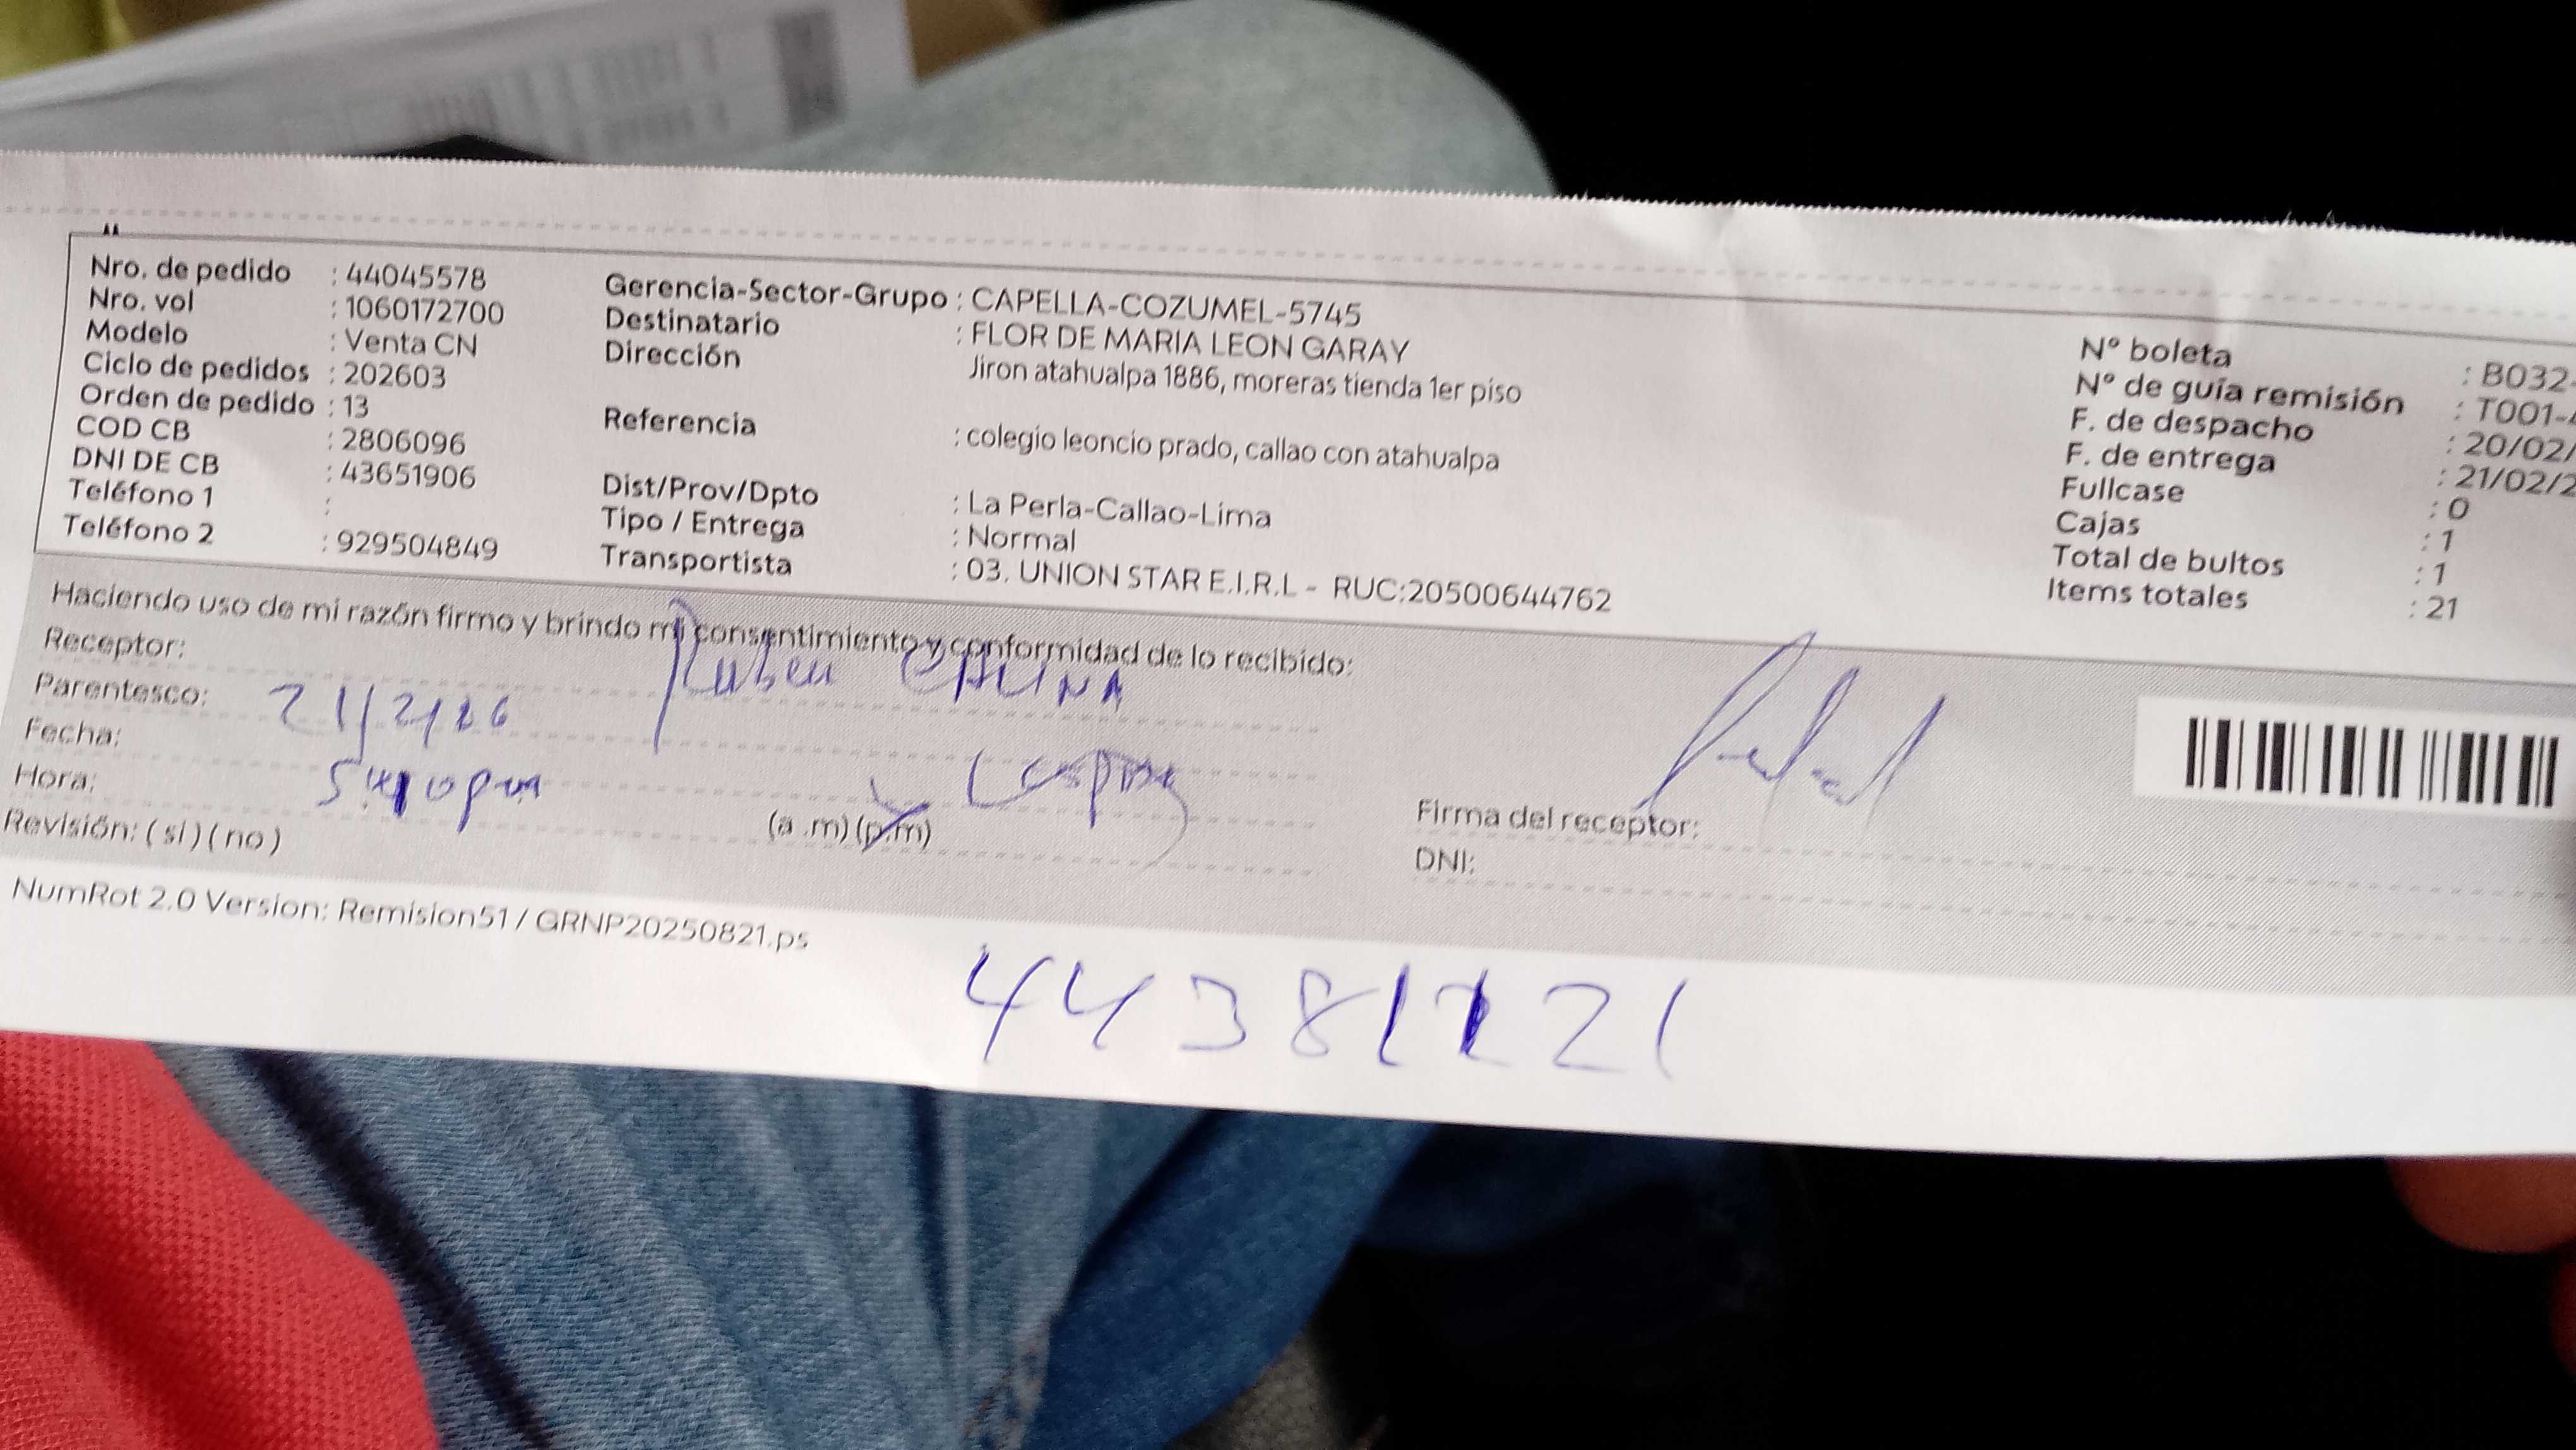 Nro. de pedido : 44045578
Nro. vol : 1060172700
Modelo : Venta CN
Ciclo de pedidos : 202603
Orden de pedido : 13
COD CB : 2806096
DNI DE CB : 43651906
Teléfono 1 :
Teléfono 2 : 929504849
Gerencia-Sector-Grupo : CAPELLA-COZUMEL-5745
Destinatario : FLOR DE MARIA LEON GARAY
Dirección Jiron atahualpa 1886, moreras tienda 1er piso
Referencia : colegio leoncio prado, callao con atahualpa
Dist/Prov/Dpto : La Perla-Callao-Lima
Tipo / Entrega : Normal
Transportista : 03. UNION STAR E.I.R.L - RUC:20500644762
N° boleta : B032-
N° de guía remisión : T001-
F. de despacho : 20/02/
F. de entrega : 21/02/2
Fullcase : 0
Cajas : 1
Total de bultos : 1
Items totales : 21
Haciendo uso de mi razón firmo y brindo mi consentimiento y conformidad de lo recibido:
Receptor: Ruben
Parentesco: 21/2/26
Fecha:
Hora:
(a .m) (p.m)
Revisión: ( si ) ( no )
Firma del receptor:
DNI:
NumRot 2.0 Version: Remision51 / GRNP20250821.ps